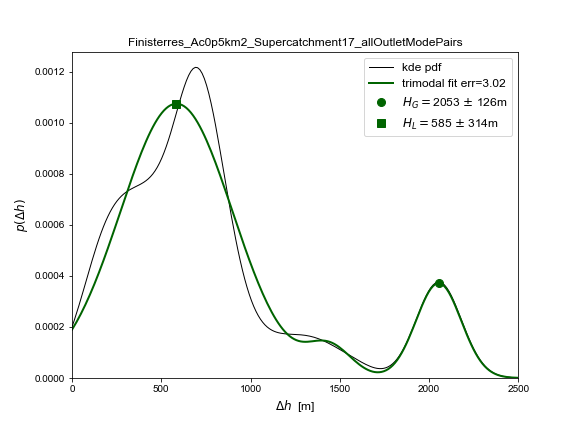 Finisterres_Ac0p5km2_Supercatchment17_allOutletModePairs
kde pdf
trimodal fit err=3.02
H_G = 2053 ± 126m
H_L = 585 ± 314m
0.0012
0.0010
0.0008
0.0006
0.0004
0.0002
0.0000
p(Δh)
0 500 1000 1500 2000 2500
Δh [m]